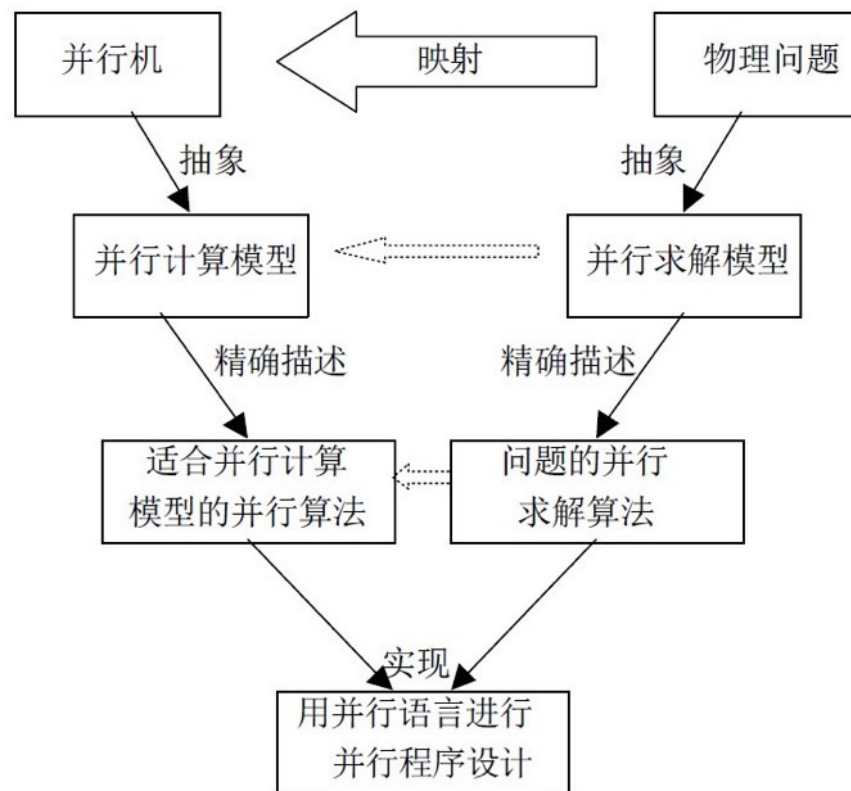 并行机
映射
物理问题
抽象
抽象
并行计算模型
并行求解模型
精确描述
精确描述
适合并行计算
模型的并行算法
问题的并行
求解算法
实现
用并行语言进行
并行程序设计